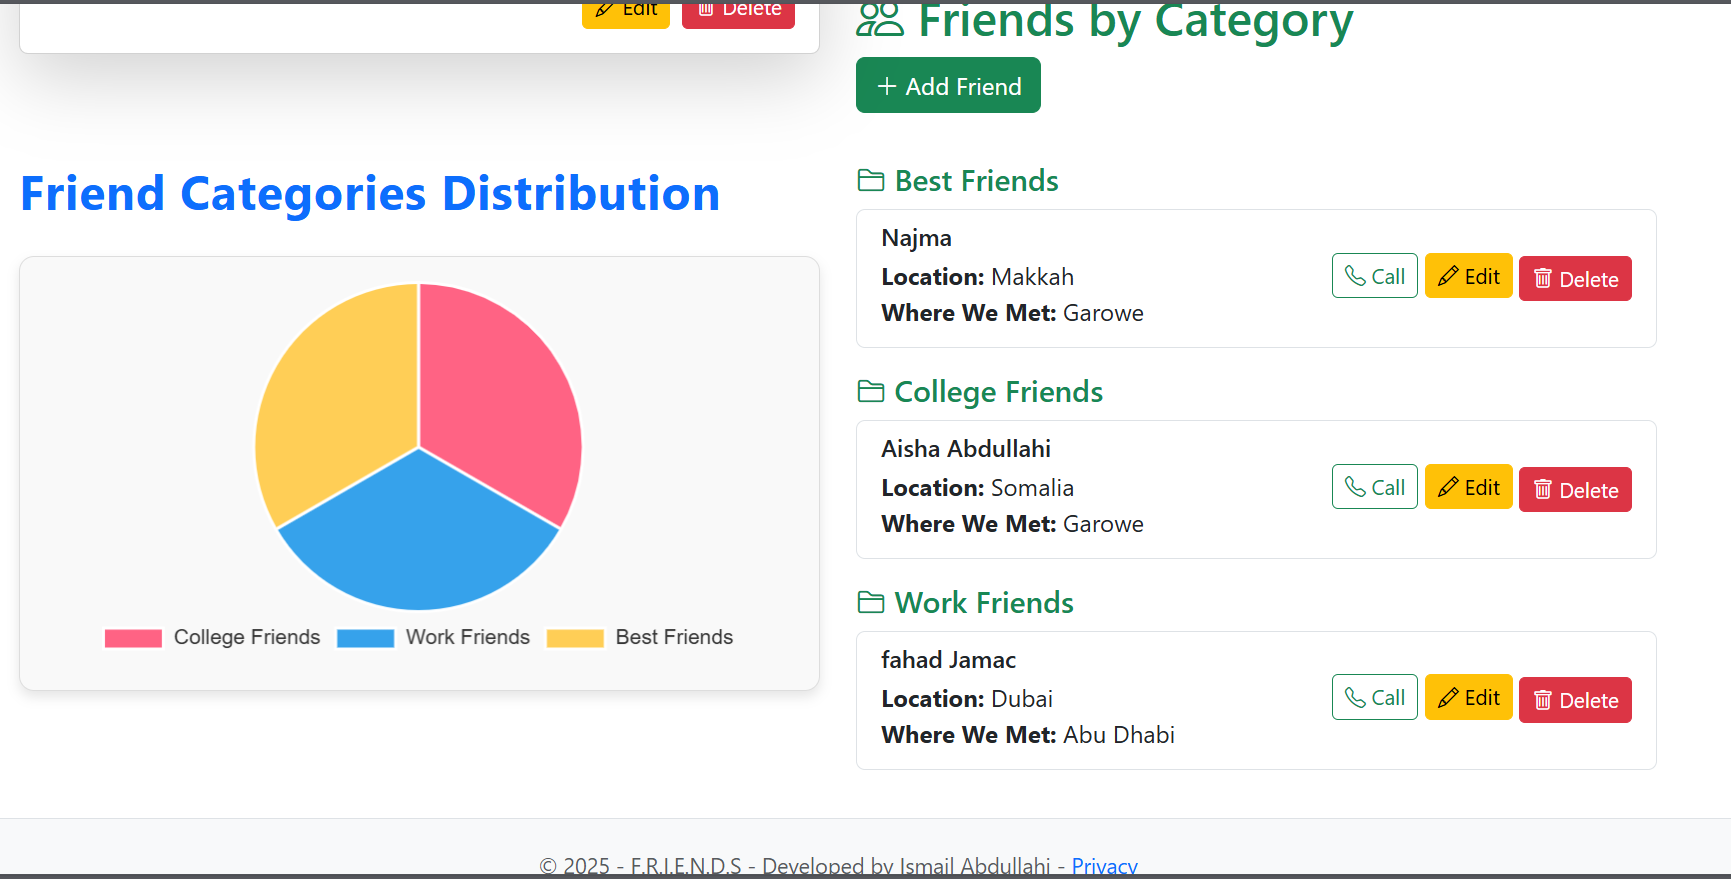 Edit Delete
Friend Categories Distribution
College Friends Work Friends Best Friends
Friends by Category
+ Add Friend
Best Friends
Najma
Location: Makkah
Where We Met: Garowe
Call Edit Delete
College Friends
Aisha Abdullahi
Location: Somalia
Where We Met: Garowe
Call Edit Delete
Work Friends
fahad Jamac
Location: Dubai
Where We Met: Abu Dhabi
Call Edit Delete
© 2025 - F.R.I.E.N.D.S - Developed by Ismail Abdullahi - Privacy